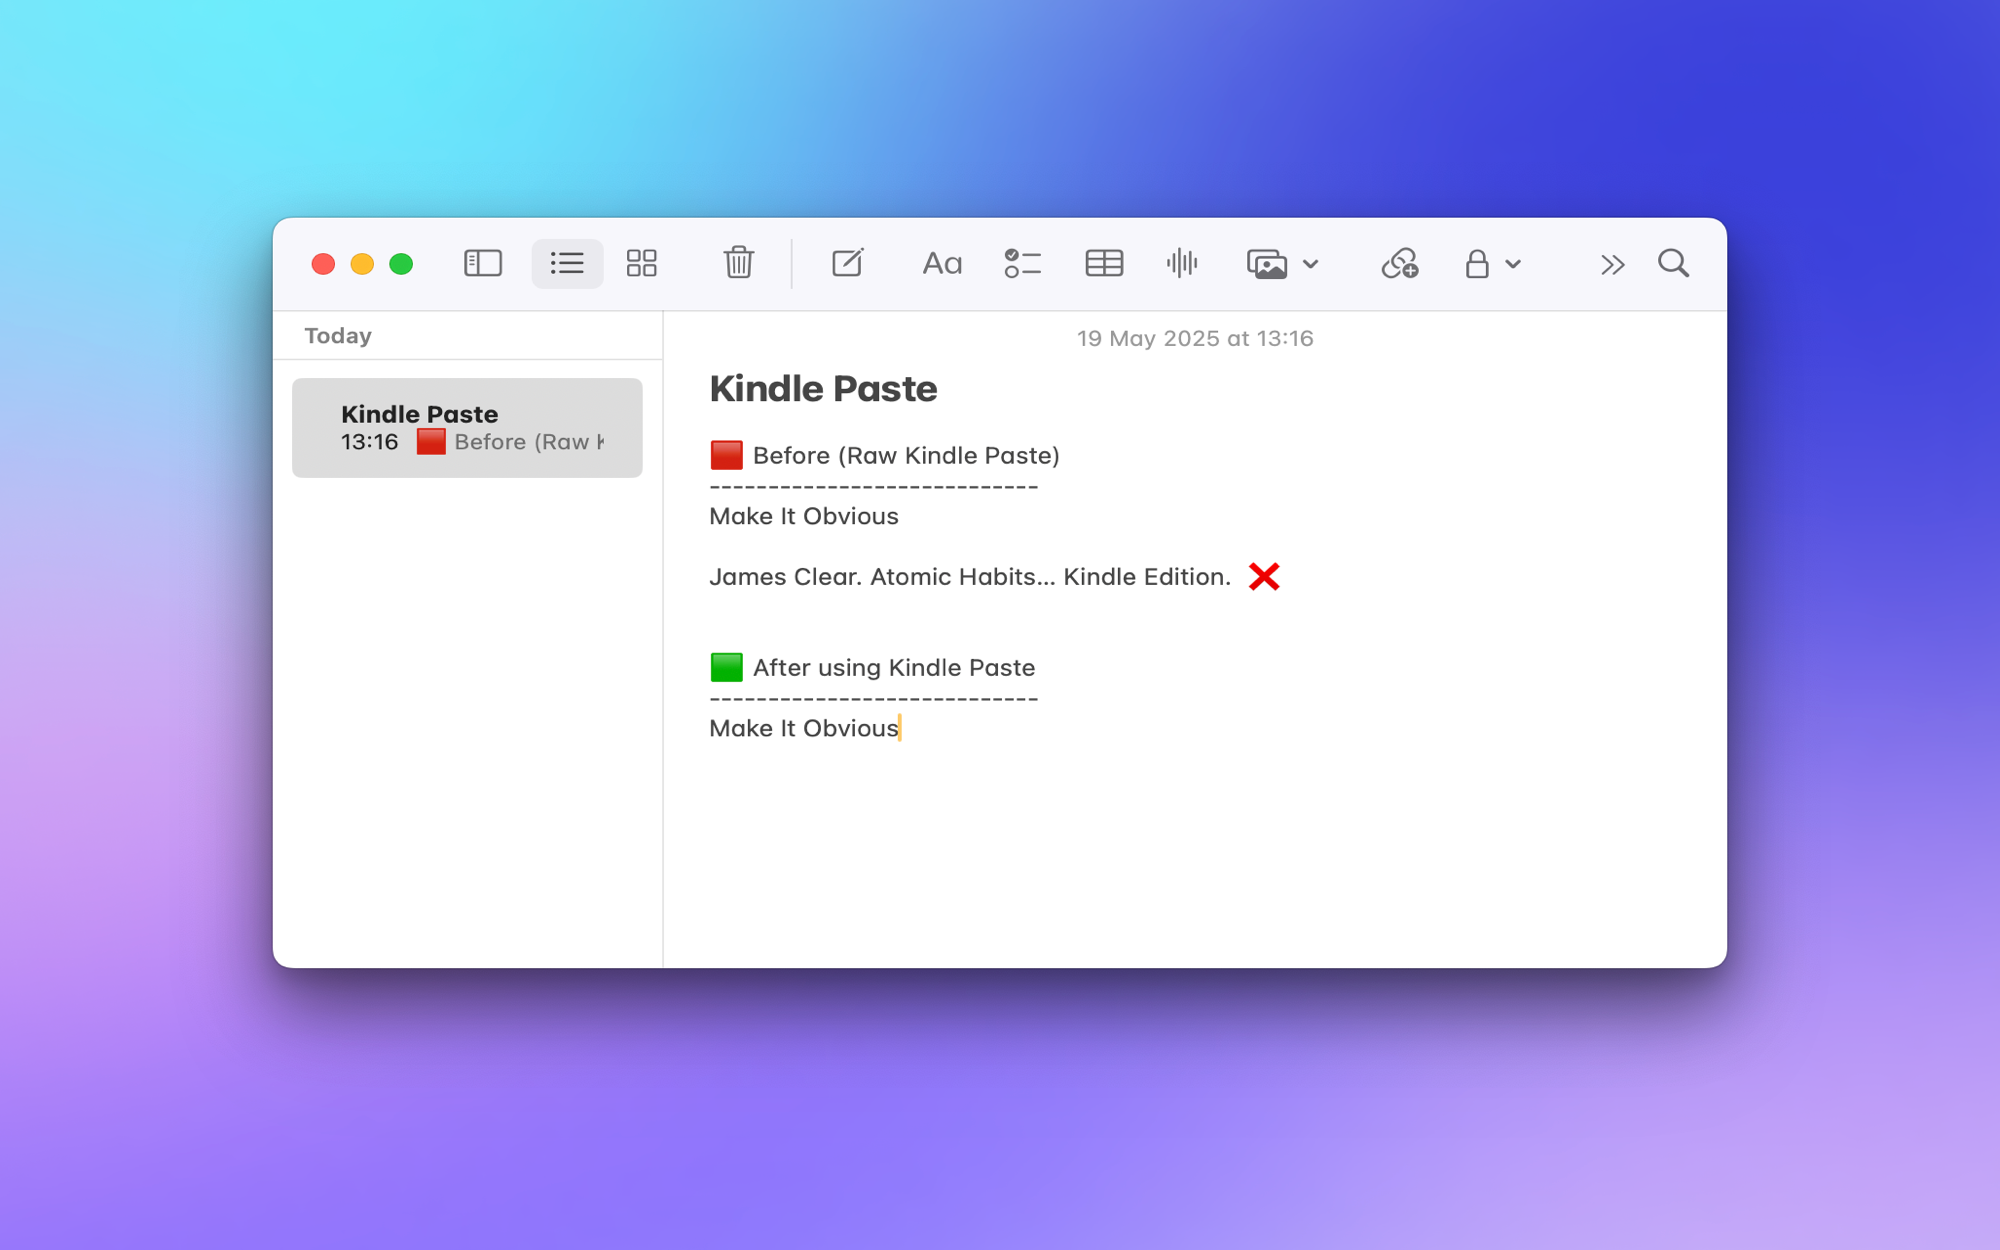 Aa
Today
Kindle Paste
13:16 🟥 Before (Raw
19 May 2025 at 13:16
Kindle Paste
🟥 Before (Raw Kindle Paste)
----------------------------
Make It Obvious
James Clear. Atomic Habits... Kindle Edition. ❌
🟩 After using Kindle Paste
----------------------------
Make It Obvious